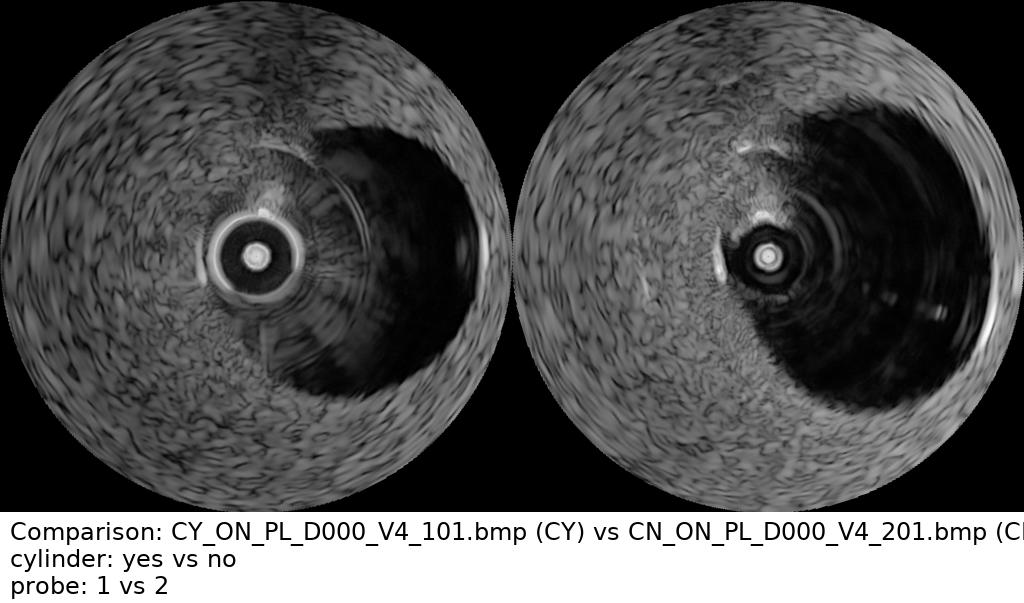 Comparison: CY_ON_PL_D000_V4_101.bmp (CY) vs CN_ON_PL_D000_V4_201.bmp
cylinder: yes vs no
probe: 1 vs 2